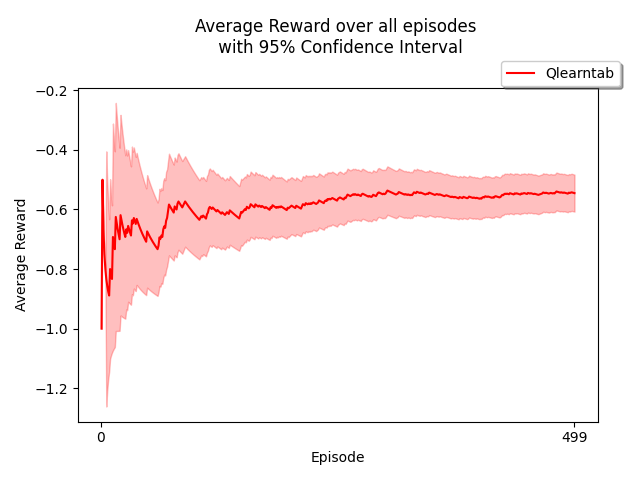 Average Reward over all episodes
with 95% Confidence Interval
Qlearntab
−0.2
−0.4
−0.6
−0.8
−1.0
−1.2
Average Reward
0
499
Episode